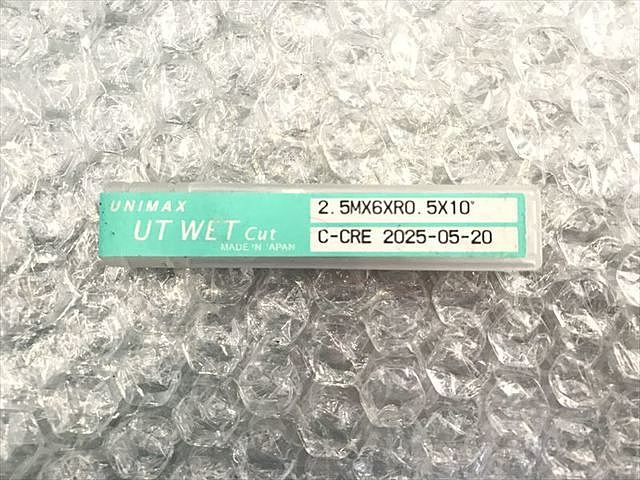 UNIMAX
UT WET Cut
MADE IN JAPAN
2.5MX6XR0.5X10°
C-CRE 2025-05-20